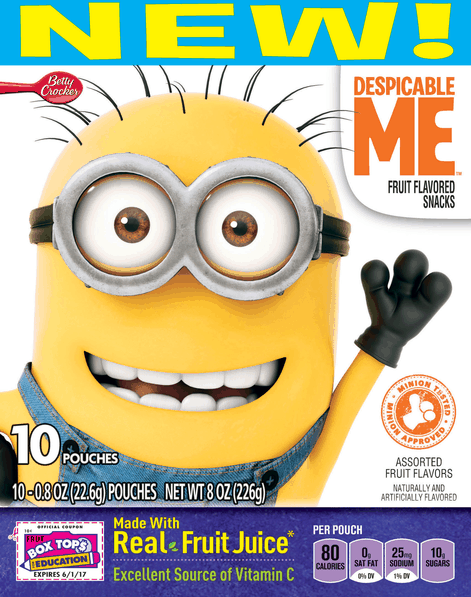 NEW!
Betty
Crocker
DESPICABLE
ME™
FRUIT FLAVORED
SNACKS
MINION TESTED
MINION APPROVED
10 POUCHES
10 - 0.8 OZ (22.6g) POUCHES NET WT 8 OZ (226g)
ASSORTED
FRUIT FLAVORS
NATURALLY AND
ARTIFICIALLY FLAVORED
OFFICIAL COUPON
BOX TOPS
EDUCATION
EXPIRES 6/1/17
Made With
Real Fruit Juice*
Excellent Source of Vitamin C
PER POUCH
80
CALORIES
0g
SAT FAT
0% DV
25mg
SODIUM
1% DV
10g
SUGARS